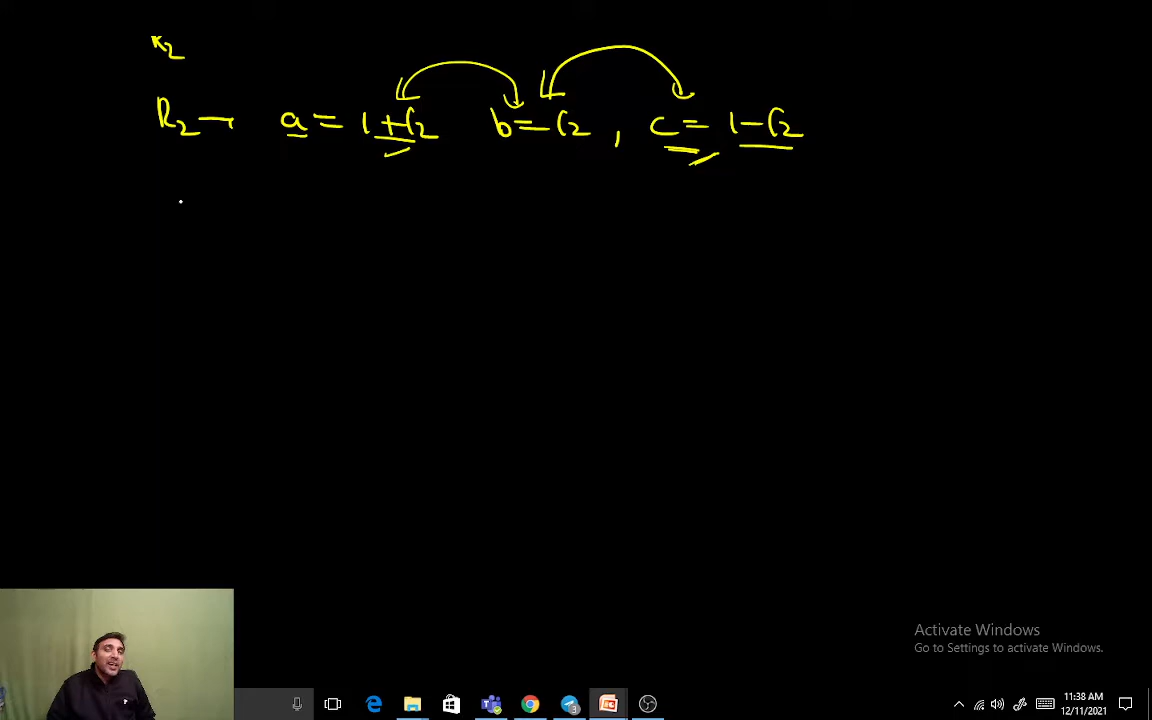 R2
R2 → a = 1+√2 b = √2 , c = 1-√2
Activate Windows
Go to Settings to activate Windows.
3
11:38 AM
12/11/2021